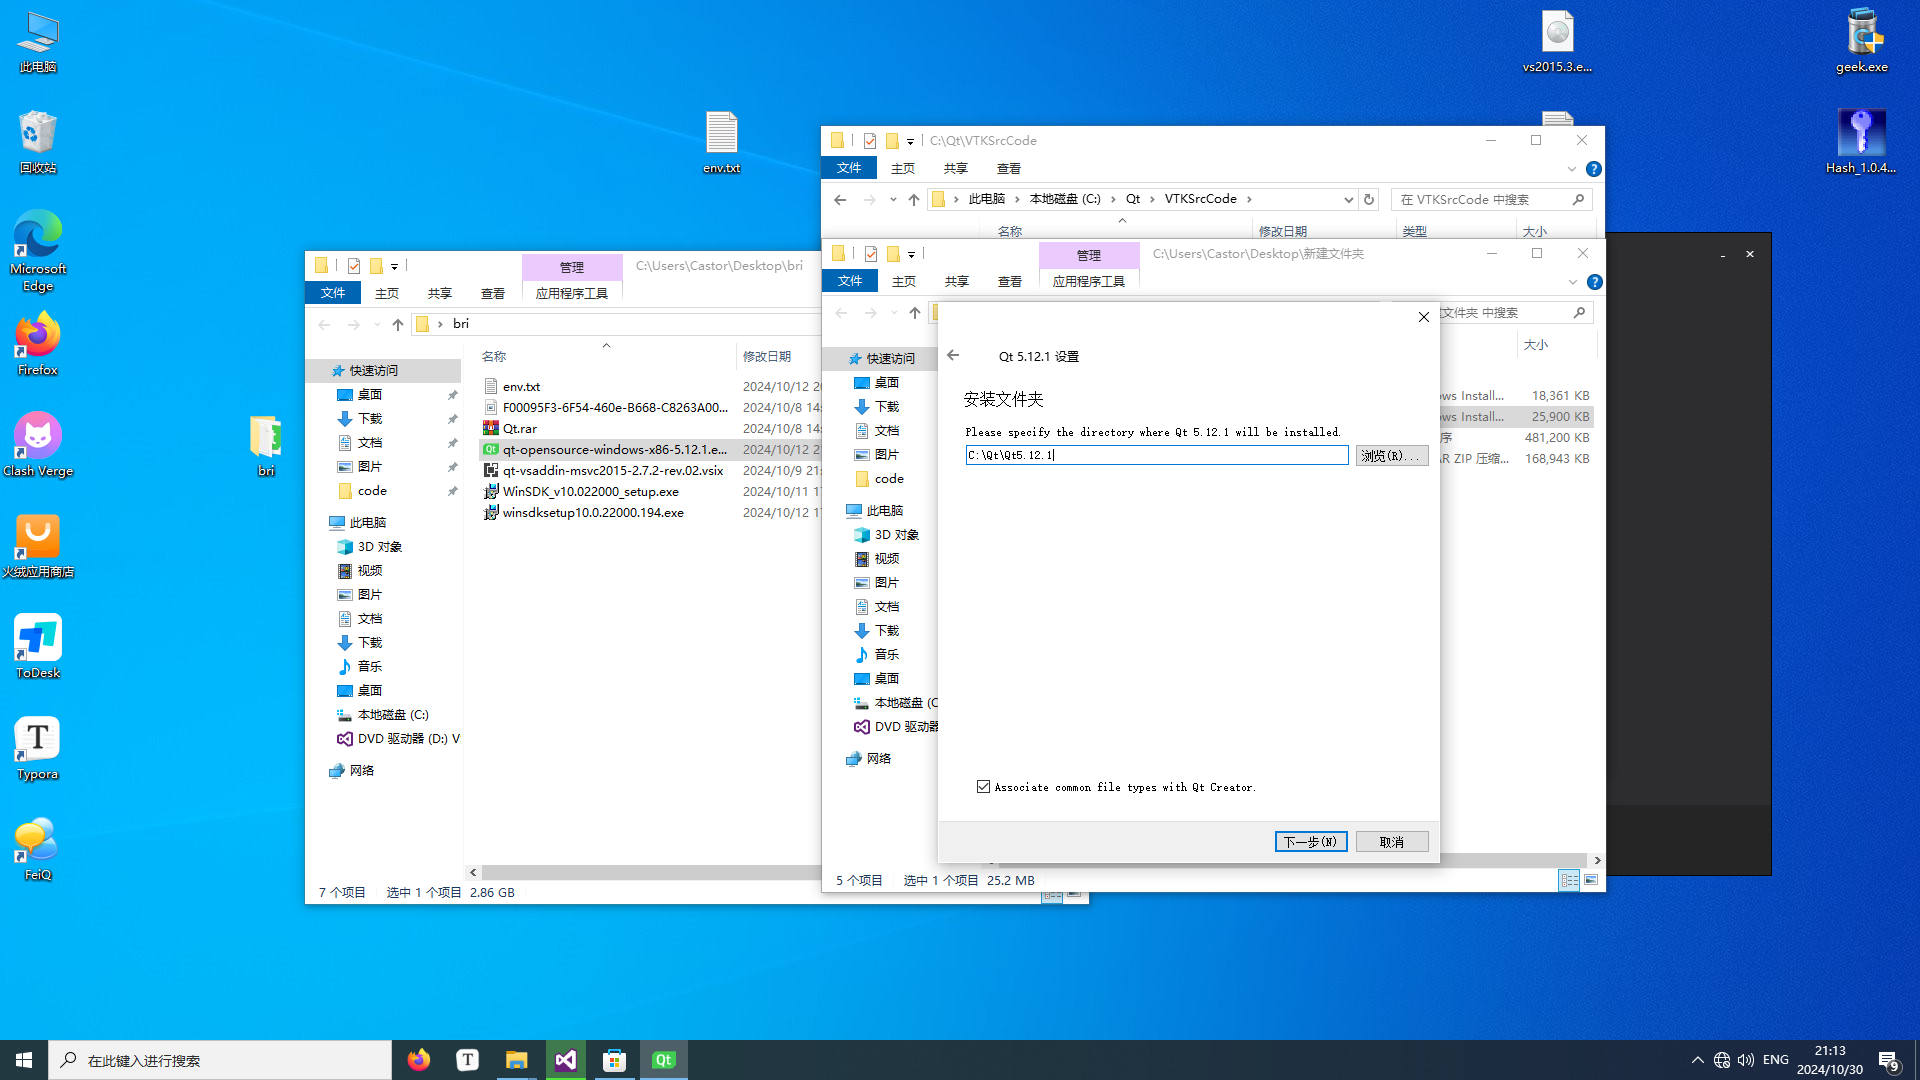 此电脑
回收站
Microsoft
Edge
Firefox
Clash Verge
火绒应用商店
ToDesk
Typora
FeiQ
bri
env.txt
vs2015.3.e...
geek.exe
Hash_1.0.4...
C:\Qt\VTKSrcCode
文件
主页
共享
查看
此电脑
本地磁盘 (C:)
Qt
VTKSrcCode
在 VTKSrcCode 中搜索
名称
修改日期
类型
大小
管理
C:\Users\Castor\Desktop\bri
文件
主页
共享
查看
应用程序工具
bri
名称
修改日期
快速访问
桌面
下载
文档
图片
code
此电脑
3D 对象
视频
图片
文档
下载
音乐
桌面
本地磁盘 (C:)
DVD 驱动器 (D:) V
网络
env.txt 2024/10/12 2
F00095F3-6F54-460e-B668-C8263A00... 2024/10/8 14:
Qt.rar 2024/10/8 14:
qt-opensource-windows-x86-5.12.1.e... 2024/10/12 2
qt-vsaddin-msvc2015-2.7.2-rev.02.vsix 2024/10/9 21:
WinSDK_v10.022000_setup.exe 2024/10/11 1
winsdksetup10.0.22000.194.exe 2024/10/12 1
7 个项目 选中 1 个项目 2.86 GB
管理
C:\Users\Castor\Desktop\新建文件夹
文件
主页
共享
查看
应用程序工具
文件夹 中搜索
大小
快速访问
桌面
下载
文档
图片
code
此电脑
3D 对象
视频
图片
文档
下载
音乐
桌面
本地磁盘 (C
DVD 驱动器
网络
ows Install... 18,361 KB
ows Install... 25,900 KB
序 481,200 KB
AR ZIP 压缩... 168,943 KB
5 个项目 选中 1 个项目 25.2 MB
Qt 5.12.1 设置
安装文件夹
Please specify the directory where Qt 5.12.1 will be installed.
C:\Qt\Qt5.12.1
浏览(R)...
Associate common file types with Qt Creator.
下一步(N)
取消
在此键入进行搜索
T
Qt
ENG
21:13
2024/10/30
9